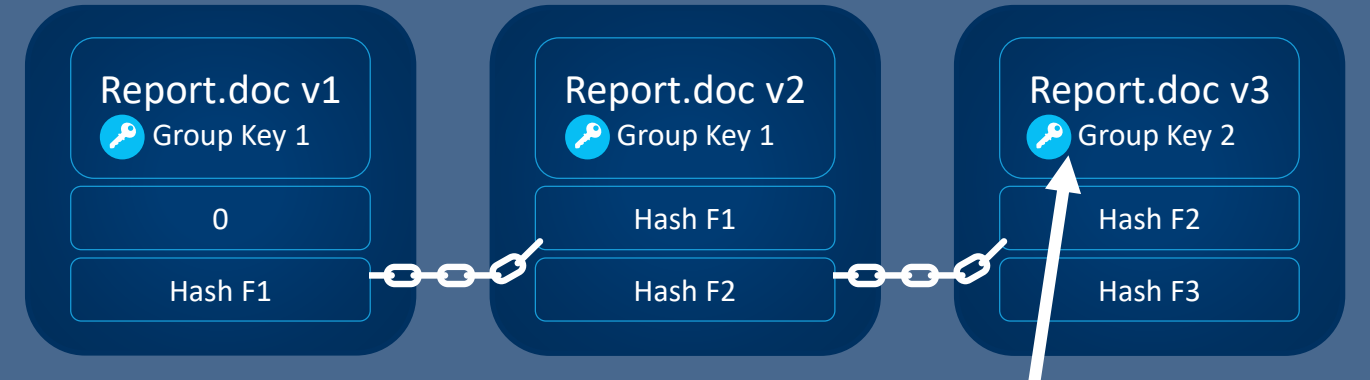 Report.doc v1
Group Key 1
0
Hash F1
Report.doc v2
Group Key 1
Hash F1
Hash F2
Report.doc v3
Group Key 2
Hash F2
Hash F3